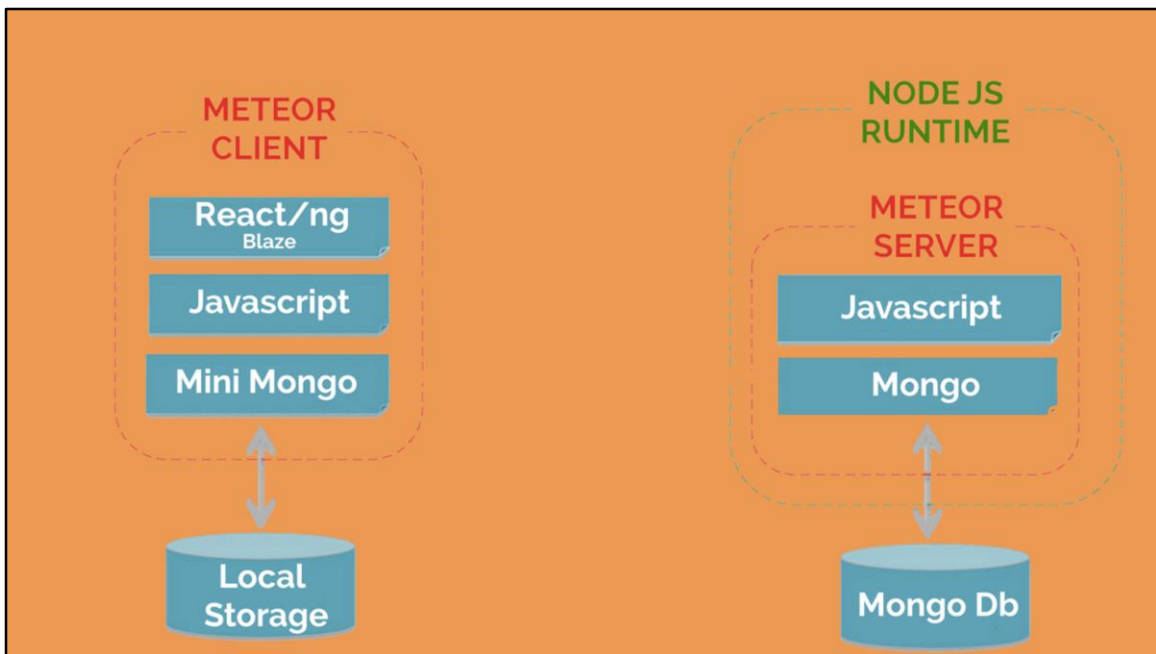 METEOR
CLIENT
React/ng
Blaze
Javascript
Mini Mongo
Local
Storage
NODE JS
RUNTIME
METEOR
SERVER
Javascript
Mongo
Mongo Db